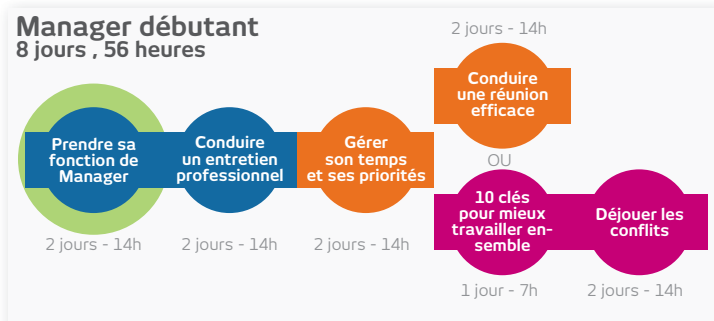 Manager débutant
8 jours , 56 heures
Prendre sa
fonction de
Manager
2 jours - 14h
Conduire
un entretien
professionnel
2 jours - 14h
Gérer
son temps
et ses priorités
2 jours - 14h
2 jours - 14h
Conduire
une réunion
efficace
OU
10 clés
pour mieux
travailler en-
semble
1 jour - 7h
Déjouer les
conflits
2 jours - 14h